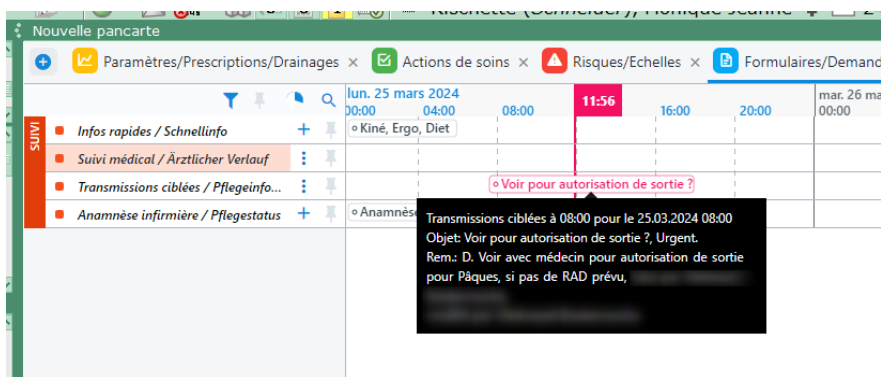 Nouvelle pancarte
Paramètres/Prescriptions/Drainages × Actions de soins × Risques/Echelles × Formulaires/Demand
lun. 25 mars 2024 mar. 26 ma
00:00 04:00 08:00 11:56 16:00 20:00 00:00
SUIVI
Infos rapides / Schnellinfo + Kiné, Ergo, Diet
Suivi médical / Ärztlicher Verlauf
Transmissions ciblées / Pflegeinfo... Voir pour autorisation de sortie ?
Anamnèse infirmière / Pflegestatus + Anamnès
Transmissions ciblées à 08:00 pour le 25.03.2024 08:00
Objet: Voir pour autorisation de sortie ?, Urgent.
Rem.: D. Voir avec médecin pour autorisation de sortie
pour Pâques, si pas de RAD prévu,